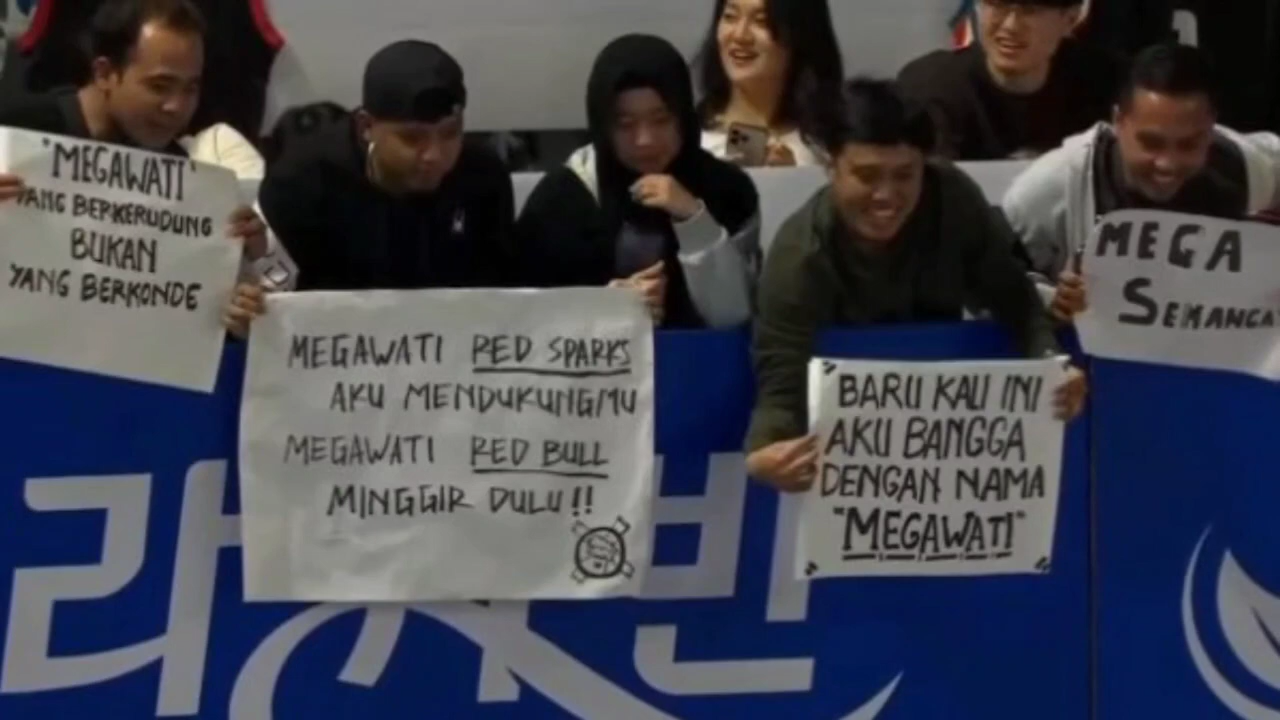 "MEGAWATI"
YANG BERKERUDUNG
BUKAN
YANG BERKONDE
MEGAWATI RED SPARKS
AKU MENDUKUNGMU
MEGAWATI RED BULL
MINGGIR DULU!!
BARU KALI INI
AKU BANGGA
DENGAN NAMA
"MEGAWATI"
MEGA
SEMANGA